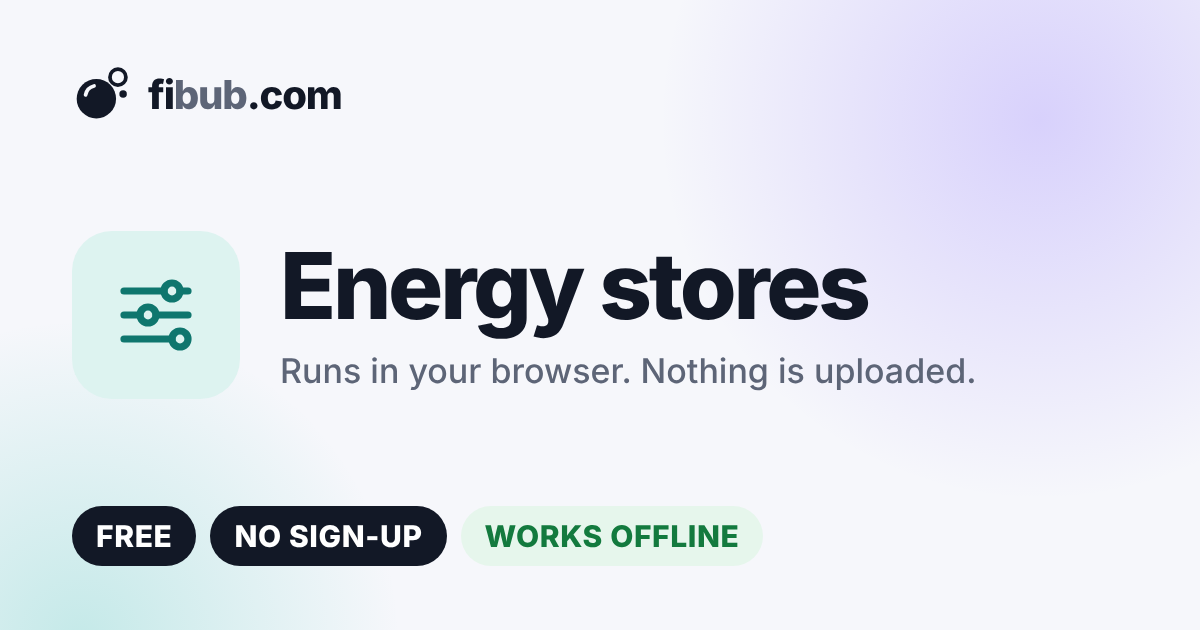 fibub.com
Energy stores
Runs in your browser. Nothing is uploaded.
FREE NO SIGN-UP WORKS OFFLINE